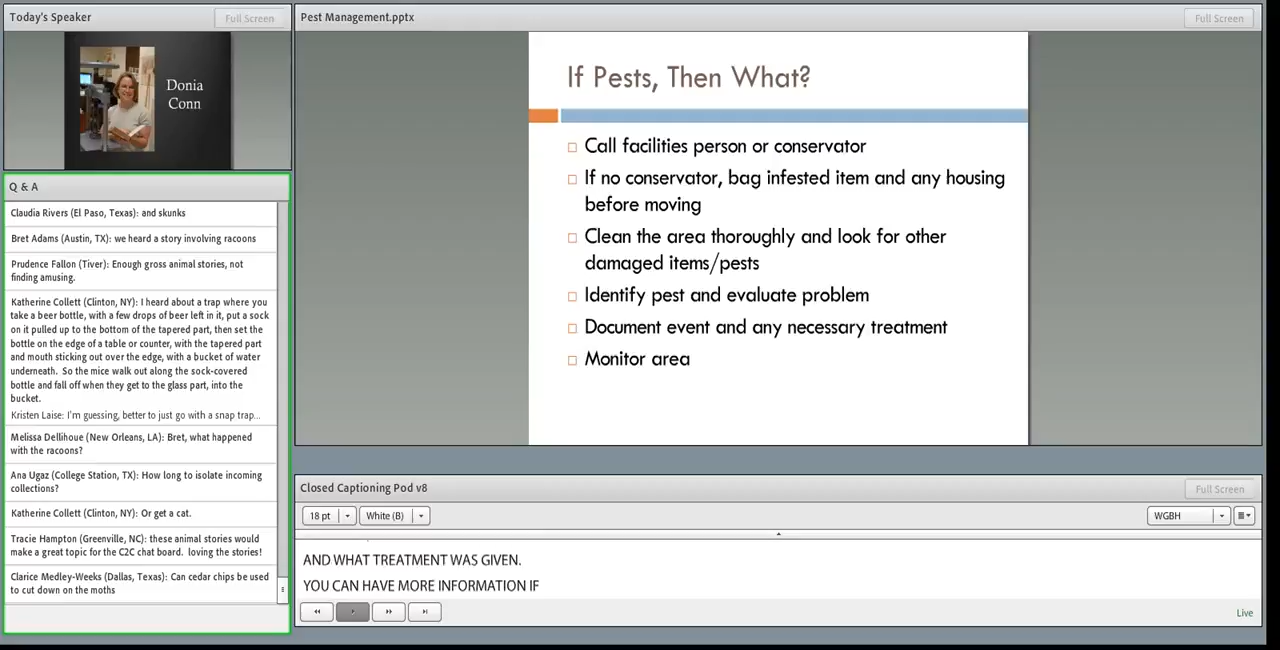 Today's Speaker
Full Screen
Donia
Conn
Q & A
Claudia Rivers (El Paso, Texas): and skunks
Bret Adams (Austin, TX): we heard a story involving racoons
Prudence Fallon (Tiver): Enough gross animal stories, not
finding amusing.
Katherine Collett (Clinton, NY): I heard about a trap where you
take a beer bottle, with a few drops of beer left in it, put a sock
on it pulled up to the bottom of the tapered part, then set the
bottle on the edge of a table or counter, with the tapered part
and mouth sticking out over the edge, with a bucket of water
underneath. So the mice walk out along the sock-covered
bottle and fall off when they get to the glass part, into the
bucket.
Kristen Laise: I'm guessing, better to just go with a snap trap...
Melissa Dellihoue (New Orleans, LA): Bret, what happened
with the racoons?
Ana Ugaz (College Station, TX): How long to isolate incoming
collections?
Katherine Collett (Clinton, NY): Or get a cat.
Tracie Hampton (Greenville, NC): these animal stories would
make a great topic for the C2C chat board. loving the stories!
Clarice Medley-Weeks (Dallas, Texas): Can cedar chips be used
to cut down on the moths
Pest Management.pptx
Full Screen
If Pests, Then What?
Call facilities person or conservator
If no conservator, bag infested item and any housing
before moving
Clean the area thoroughly and look for other
damaged items/pests
Identify pest and evaluate problem
Document event and any necessary treatment
Monitor area
Closed Captioning Pod v8
Full Screen
18 pt
White (B)
WGBH
AND WHAT TREATMENT WAS GIVEN.
YOU CAN HAVE MORE INFORMATION IF
Live